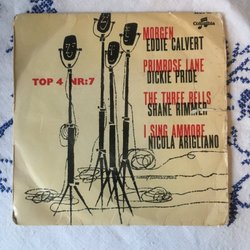 Columbia
MORGEN
EDDIE CALVERT
PRIMROSE LANE
DICKIE PRIDE
TOP 4 NR:7
THE THREE BELLS
SHANE RIMMER
I SING AMMORE
NICOLA ARIGLIANO